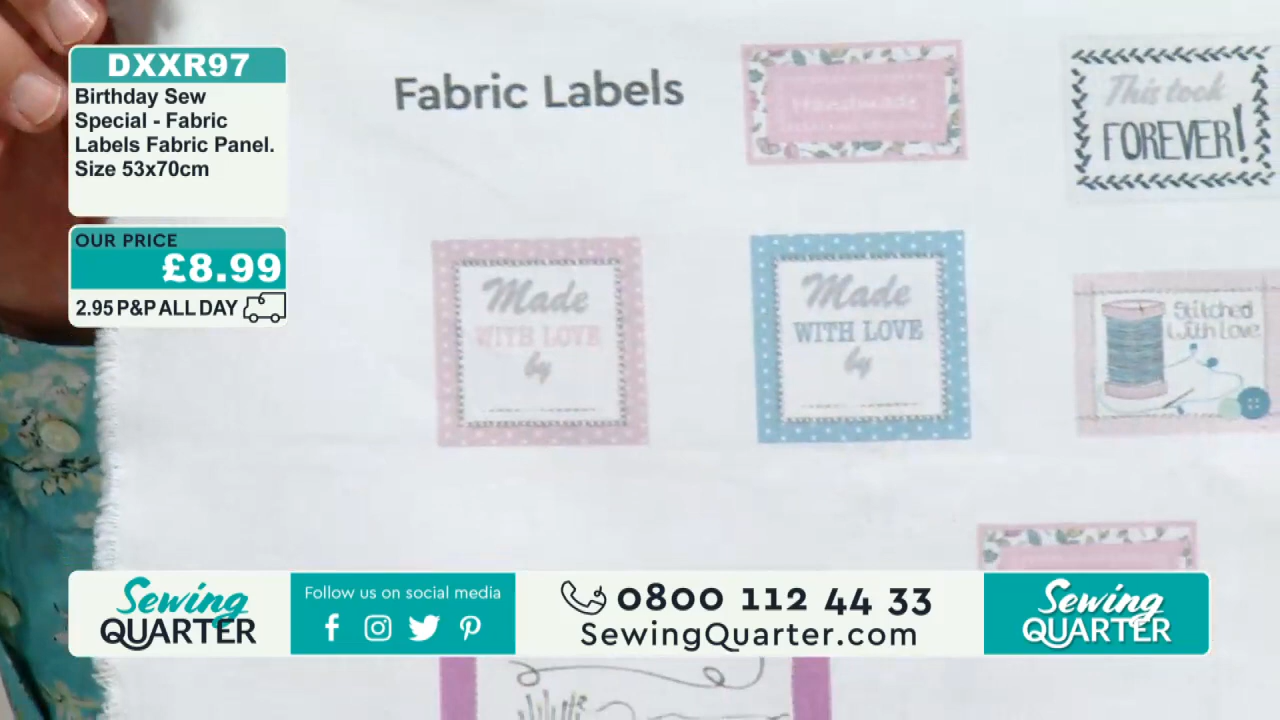 DXXR97
Birthday Sew
Special - Fabric
Labels Fabric Panel.
Size 53x70cm
OUR PRICE
£8.99
2.95 P&P ALL DAY
Fabric Labels
Handmade
This took
FOREVER!
Made
WITH LOVE
by
Made
WITH LOVE
by
Stitched
With Love
Sewing
QUARTER
Follow us on social media
0800 112 44 33
SewingQuarter.com
Sewing
QUARTER